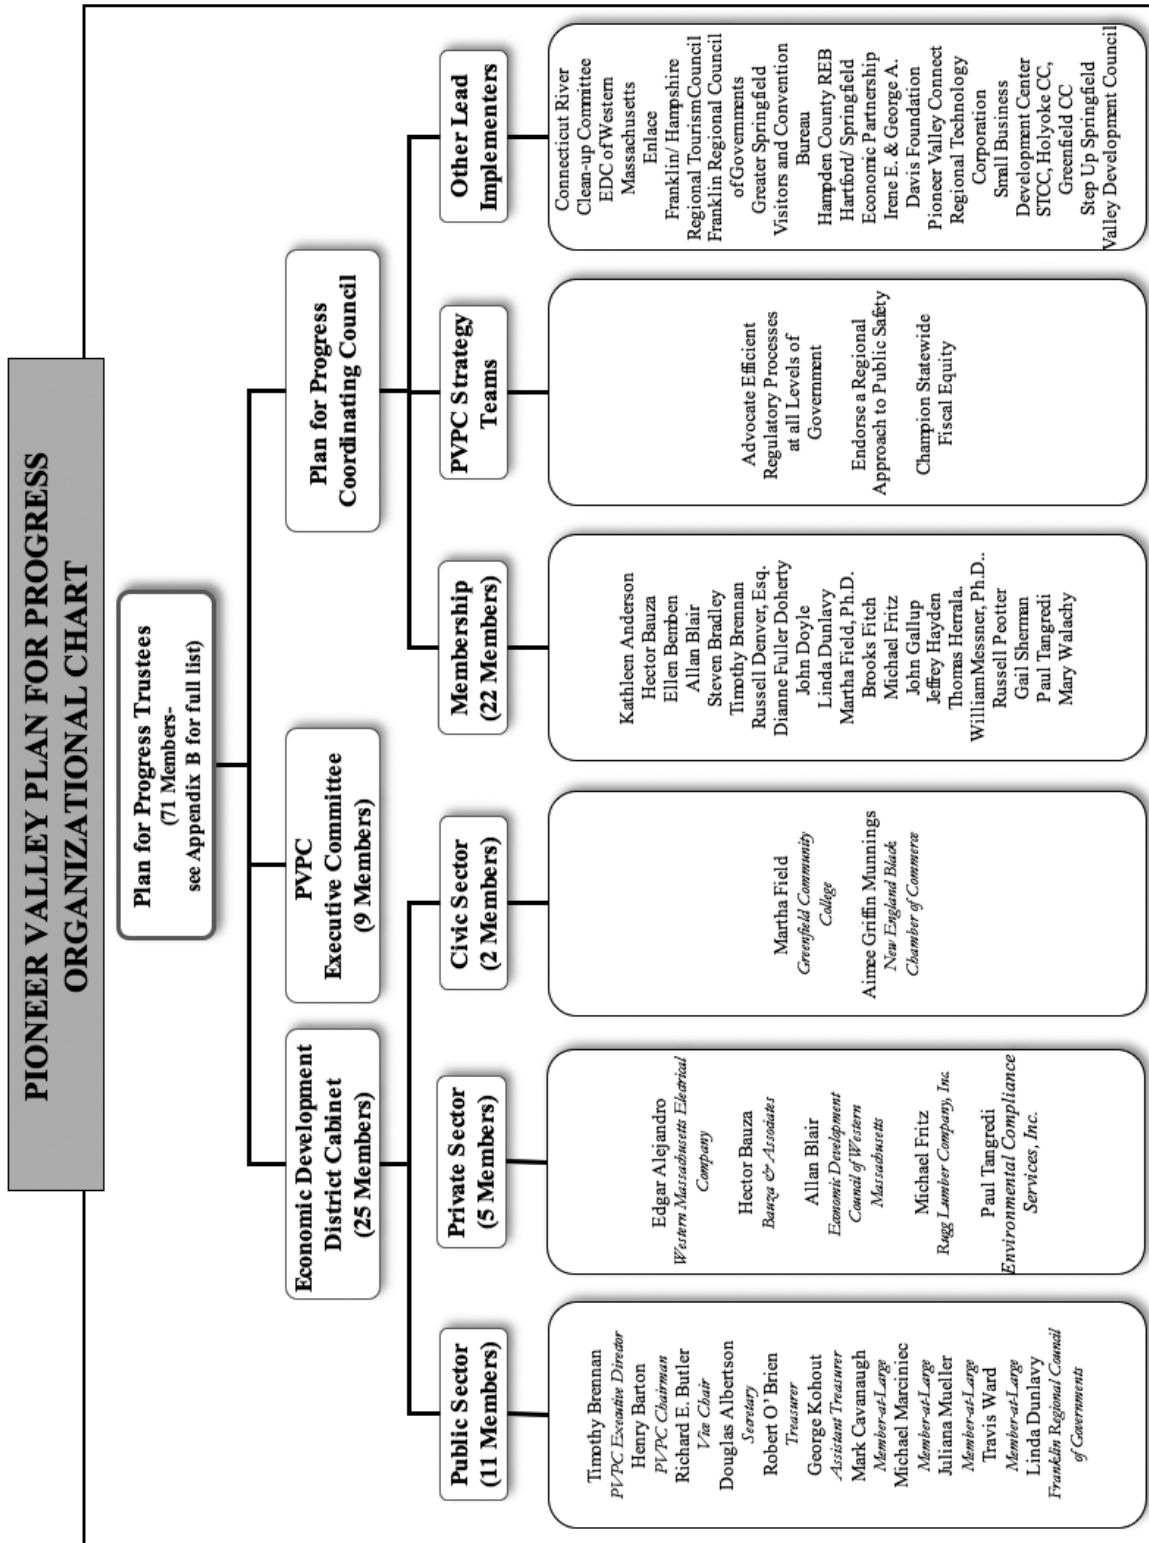 PIONEER VALLEY PLAN FOR PROGRESS
ORGANIZATIONAL CHART
Plan for Progress Trustees
(71 Members-
see Appendix B for full list)
Economic Development
District Cabinet
(25 Members)
PVPC
Executive Committee
(9 Members)
Plan for Progress
Coordinating Council
Public Sector
(11 Members)
Private Sector
(5 Members)
Civic Sector
(2 Members)
Membership
(22 Members)
PVPC Strategy
Teams
Other Lead
Implementers
Timothy Brennan
PVPC Executive Director
Henry Barton
PVPC Chairman
Richard E. Butler
Vice Chair
Douglas Albertson
Secretary
Robert O' Brien
Treasurer
George Kohout
Assistant Treasurer
Mark Cavanaugh
Member-at-Large
Michael Marciniec
Member-at-Large
Juliana Mueller
Member-at-Large
Travis Ward
Member-at-Large
Linda Dunlavy
Franklin Regional Council
of Governments
Edgar Alejandro
Western Massachusetts Electrical
Company
Hector Bauza
Bauza & Associates
Allan Blair
Economic Development
Council of Western
Massachusetts
Michael Fritz
Rugg Lumber Company, Inc.
Paul Tangredi
Environmental Compliance
Services, Inc.
Martha Field
Greenfield Community
College
Aimee Griffin Munnings
New England Black
Chamber of Commerce
Kathleen Anderson
Hector Bauza
Ellen Bemben
Allan Blair
Steven Bradley
Timothy Brennan
Russell Denver, Esq.
Dianne Fuller Doherty
John Doyle
Linda Dunlavy
Martha Field, Ph.D.
Brooks Fitch
Michael Fritz
John Gallup
Jeffrey Hayden
Thomas Herrala.
William Messner, Ph.D..
Russell Peotter
Gail Sherman
Paul Tangredi
Mary Walachy
Advocate Efficient
Regulatory Processes
at all Levels of
Government
Endorse a Regional
Approach to Public Safety
Champion Statewide
Fiscal Equity
Connecticut River
Clean-up Committee
EDC of Western
Massachusetts
Enlace
Franklin/ Hampshire
Regional Tourism Council
Franklin Regional Council
of Governments
Greater Springfield
Visitors and Convention
Bureau
Hampden County REB
Hartford/ Springfield
Economic Partnership
Irene E. & George A.
Davis Foundation
Pioneer Valley Connect
Regional Technology
Corporation
Small Business
Development Center
STCC, Holyoke CC,
Greenfield CC
Step Up Springfield
Valley Development Council